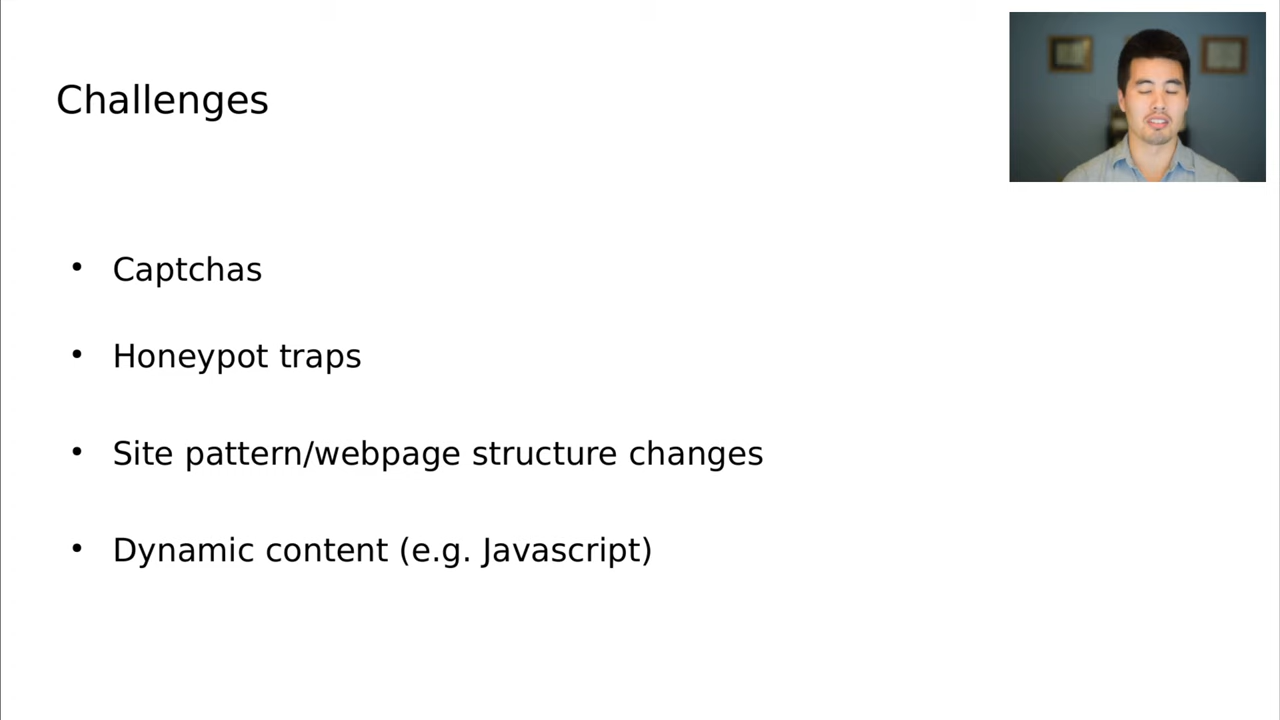 Challenges
• Captchas
• Honeypot traps
• Site pattern/webpage structure changes
• Dynamic content (e.g. Javascript)